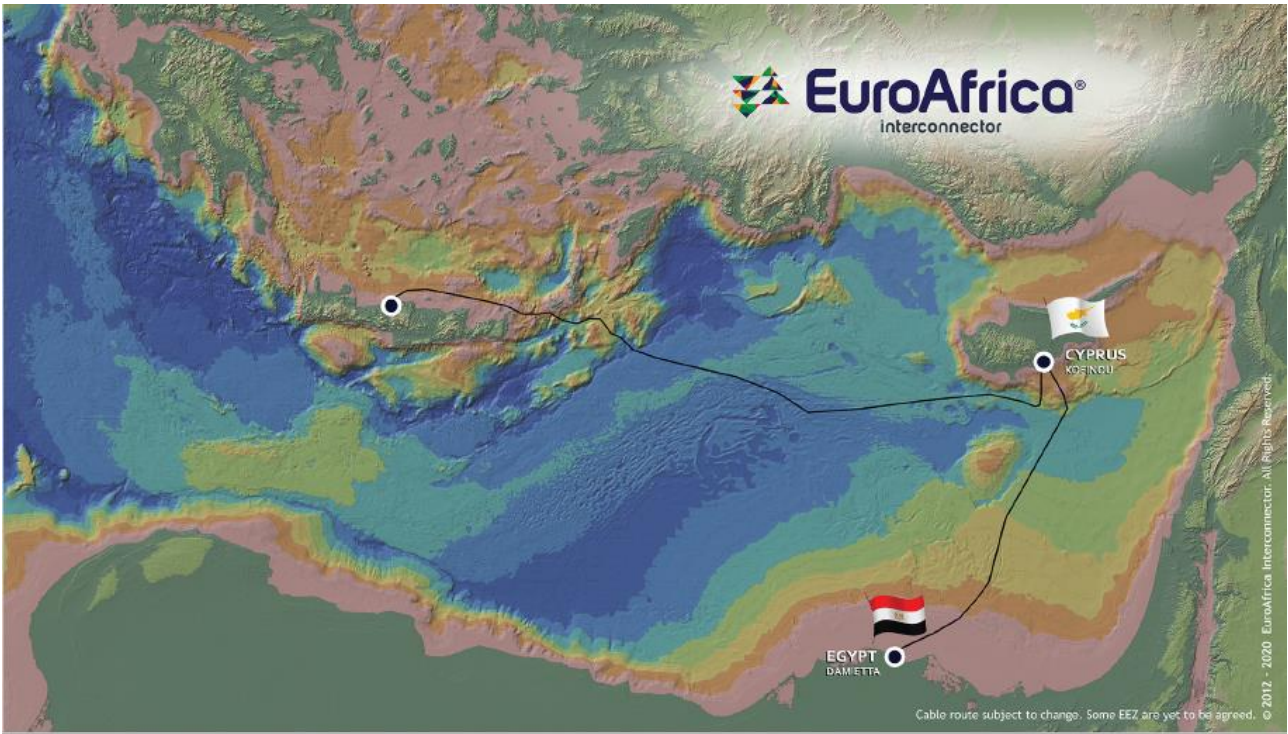 EuroAfrica®
interconnector
CYPRUS
KOFINOU
EGYPT
DAMIETTA
Cable route subject to change. Some EEZ are yet to be agreed.
© 2012 - 2020 EuroAfrica Interconnector. All Rights Reserved.